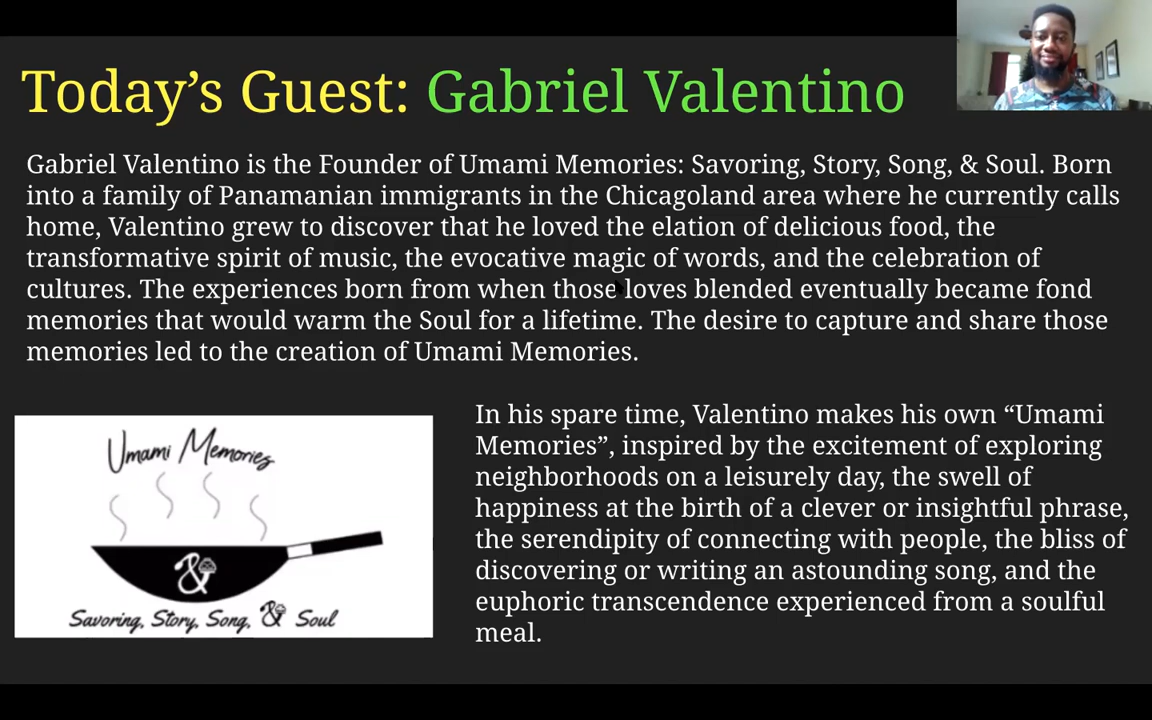 Today’s Guest: Gabriel Valentino
Gabriel Valentino is the Founder of Umami Memories: Savoring, Story, Song, & Soul. Born
into a family of Panamanian immigrants in the Chicagoland area where he currently calls
home, Valentino grew to discover that he loved the elation of delicious food, the
transformative spirit of music, the evocative magic of words, and the celebration of
cultures. The experiences born from when those loves blended eventually became fond
memories that would warm the Soul for a lifetime. The desire to capture and share those
memories led to the creation of Umami Memories.
Umami Memories
&
Savoring, Story, Song, & Soul
In his spare time, Valentino makes his own “Umami
Memories”, inspired by the excitement of exploring
neighborhoods on a leisurely day, the swell of
happiness at the birth of a clever or insightful phrase,
the serendipity of connecting with people, the bliss of
discovering or writing an astounding song, and the
euphoric transcendence experienced from a soulful
meal.